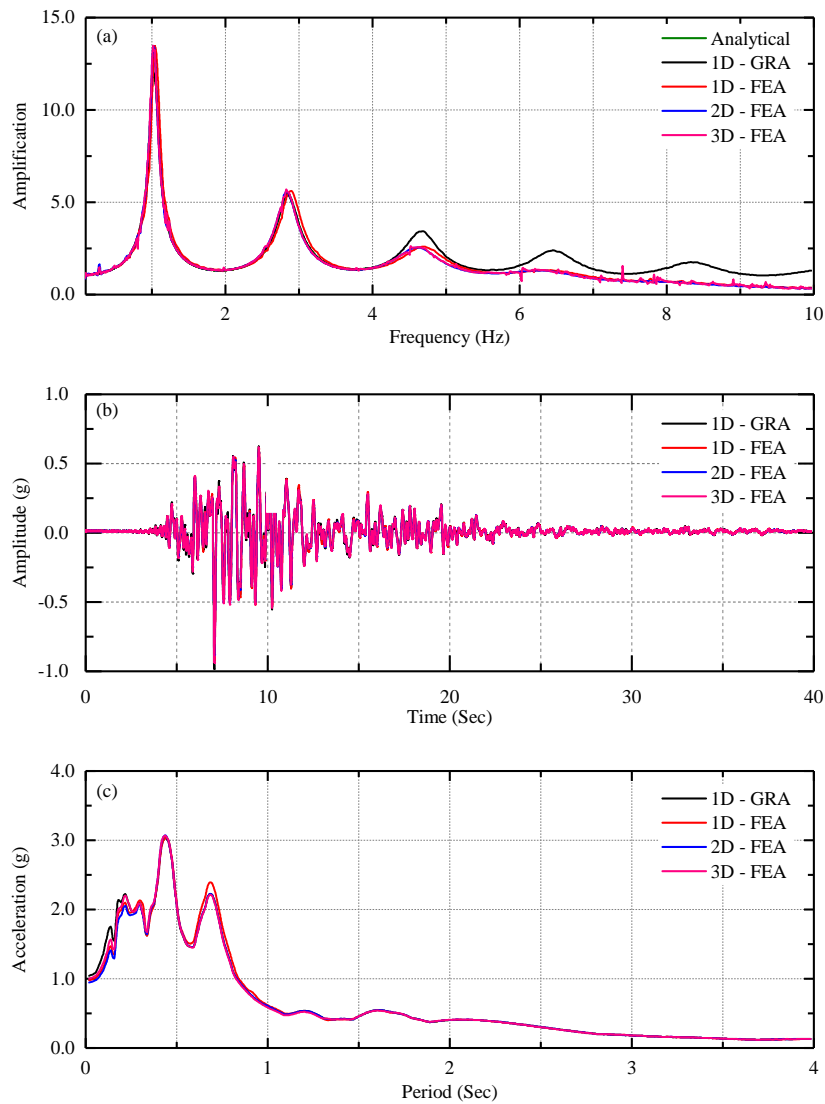 (a)
15.0
10.0
5.0
0.0
Amplification
Analytical
1D - GRA
1D - FEA
2D - FEA
3D - FEA
2
4
6
8
10
Frequency (Hz)
(b)
1.0
0.5
0.0
-0.5
-1.0
Amplitude (g)
1D - GRA
1D - FEA
2D - FEA
3D - FEA
0
10
20
30
40
Time (Sec)
(c)
4.0
3.0
2.0
1.0
0.0
Acceleration (g)
1D - GRA
1D - FEA
2D - FEA
3D - FEA
0
1
2
3
4
Period (Sec)